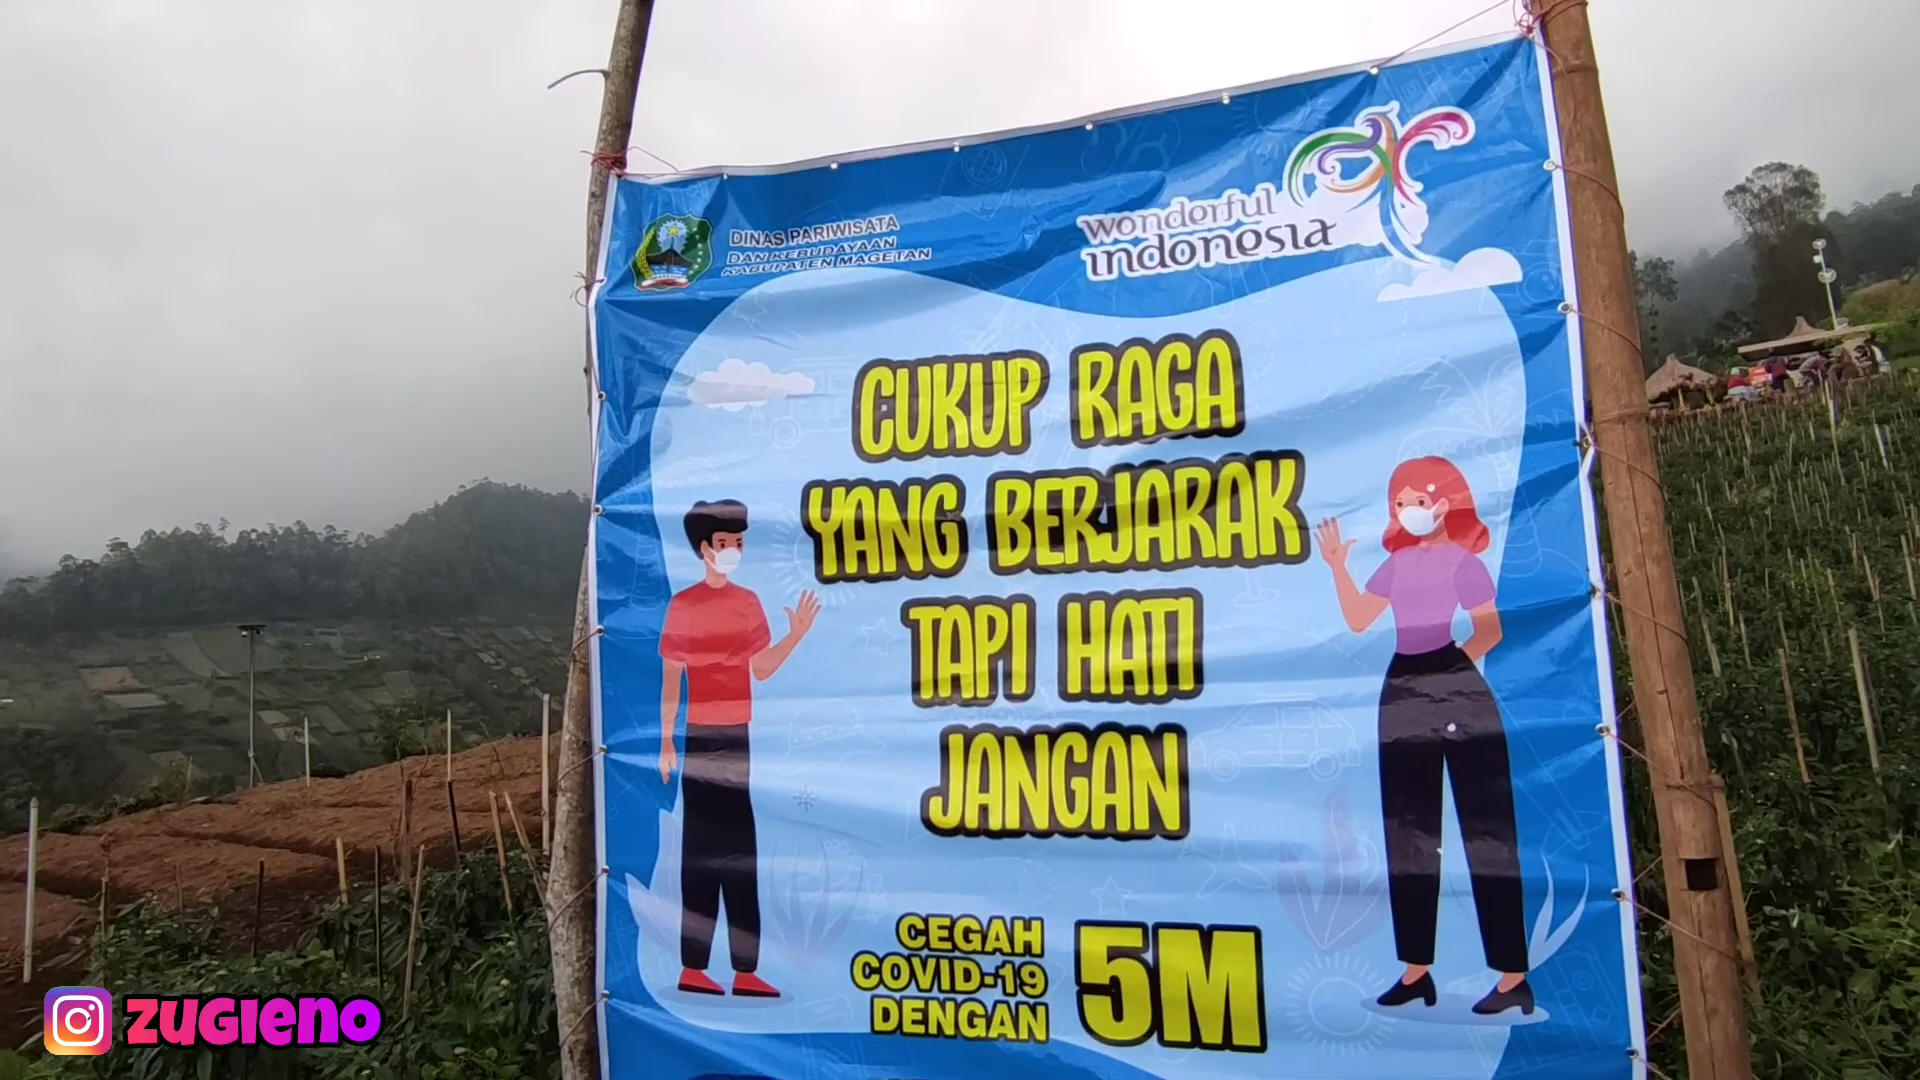 DINAS PARIWISATA
DAN KEBUDAYAAN
KABUPATEN MAGETAN
wonderful
indonesia
CUKUP RAGA
YANG BERJARAK
TAPI HATI
JANGAN
CEGAH
COVID-19
DENGAN
5M
ZUGIENO